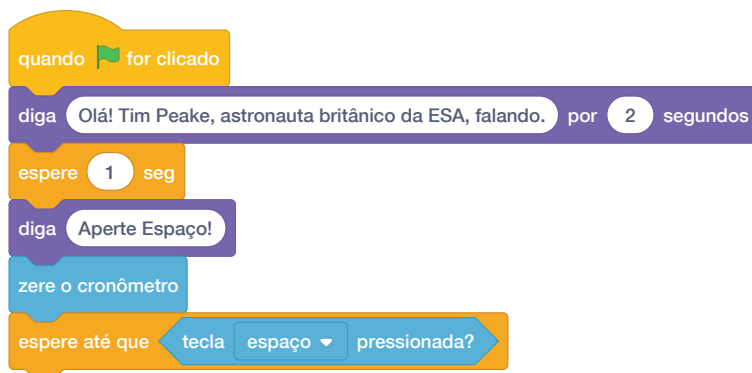 quando for clicado
diga Olá! Tim Peake, astronauta britânico da ESA, falando. por 2 segundos
espere 1 seg
diga Aperte Espaço!
zere o cronômetro
espere até que tecla espaço pressionada?